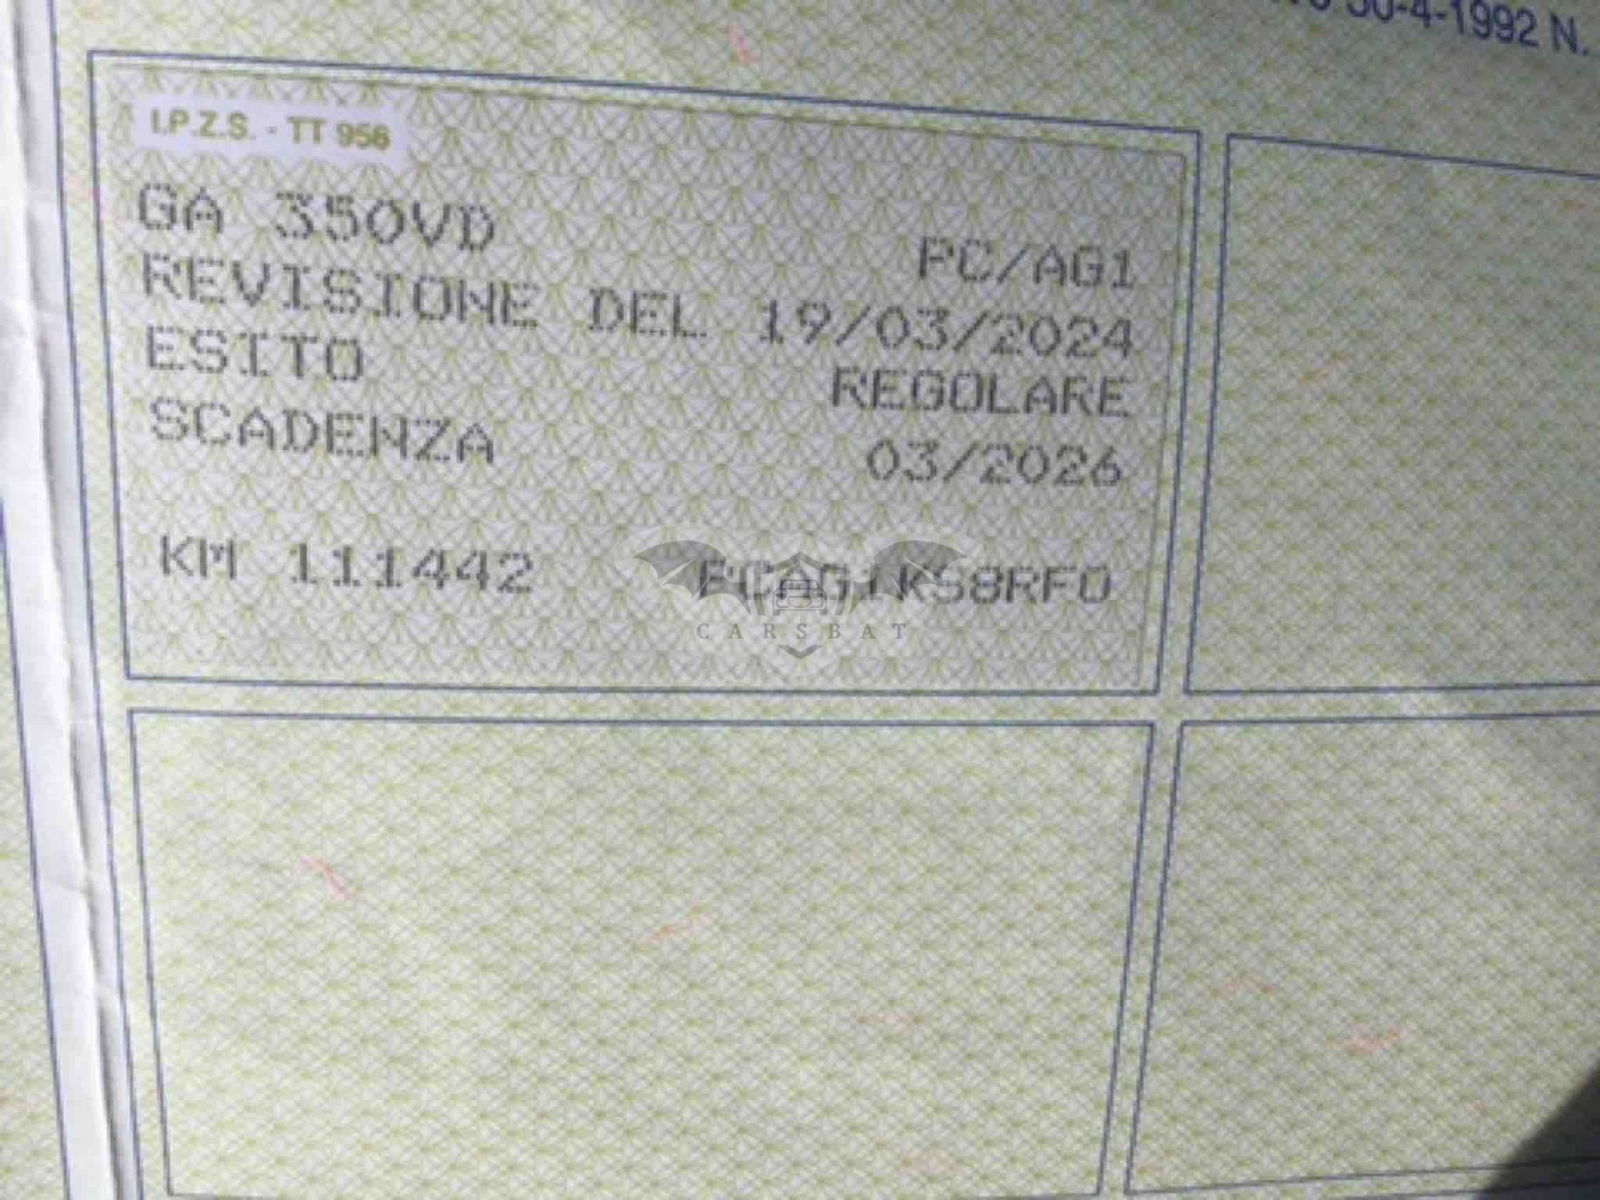 30-4-1992 N.
I.P.Z.S. - TT 956
GA 350VD
PC/AG1
REVISIONE DEL 19/03/2024
ESITO REGOLARE
SCADENZA 03/2026
KM 111442 PCAG1KS8RF0
CARSBAT